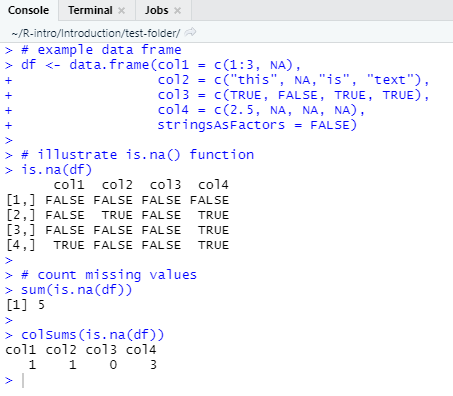 Console Terminal × Jobs ×
~/R-intro/Introduction/test-folder/
> # example data frame
> df <- data.frame(col1 = c(1:3, NA),
+                  col2 = c("this", NA,"is", "text"),
+                  col3 = c(TRUE, FALSE, TRUE, TRUE),
+                  col4 = c(2.5, NA, NA, NA),
+                  stringsAsFactors = FALSE)
>
> # illustrate is.na() function
> is.na(df)
      col1  col2  col3  col4
[1,] FALSE FALSE FALSE FALSE
[2,] FALSE  TRUE FALSE  TRUE
[3,] FALSE FALSE FALSE  TRUE
[4,]  TRUE FALSE FALSE  TRUE
>
> # count missing values
> sum(is.na(df))
[1] 5
>
> colSums(is.na(df))
col1 col2 col3 col4
   1    1    0    3
>